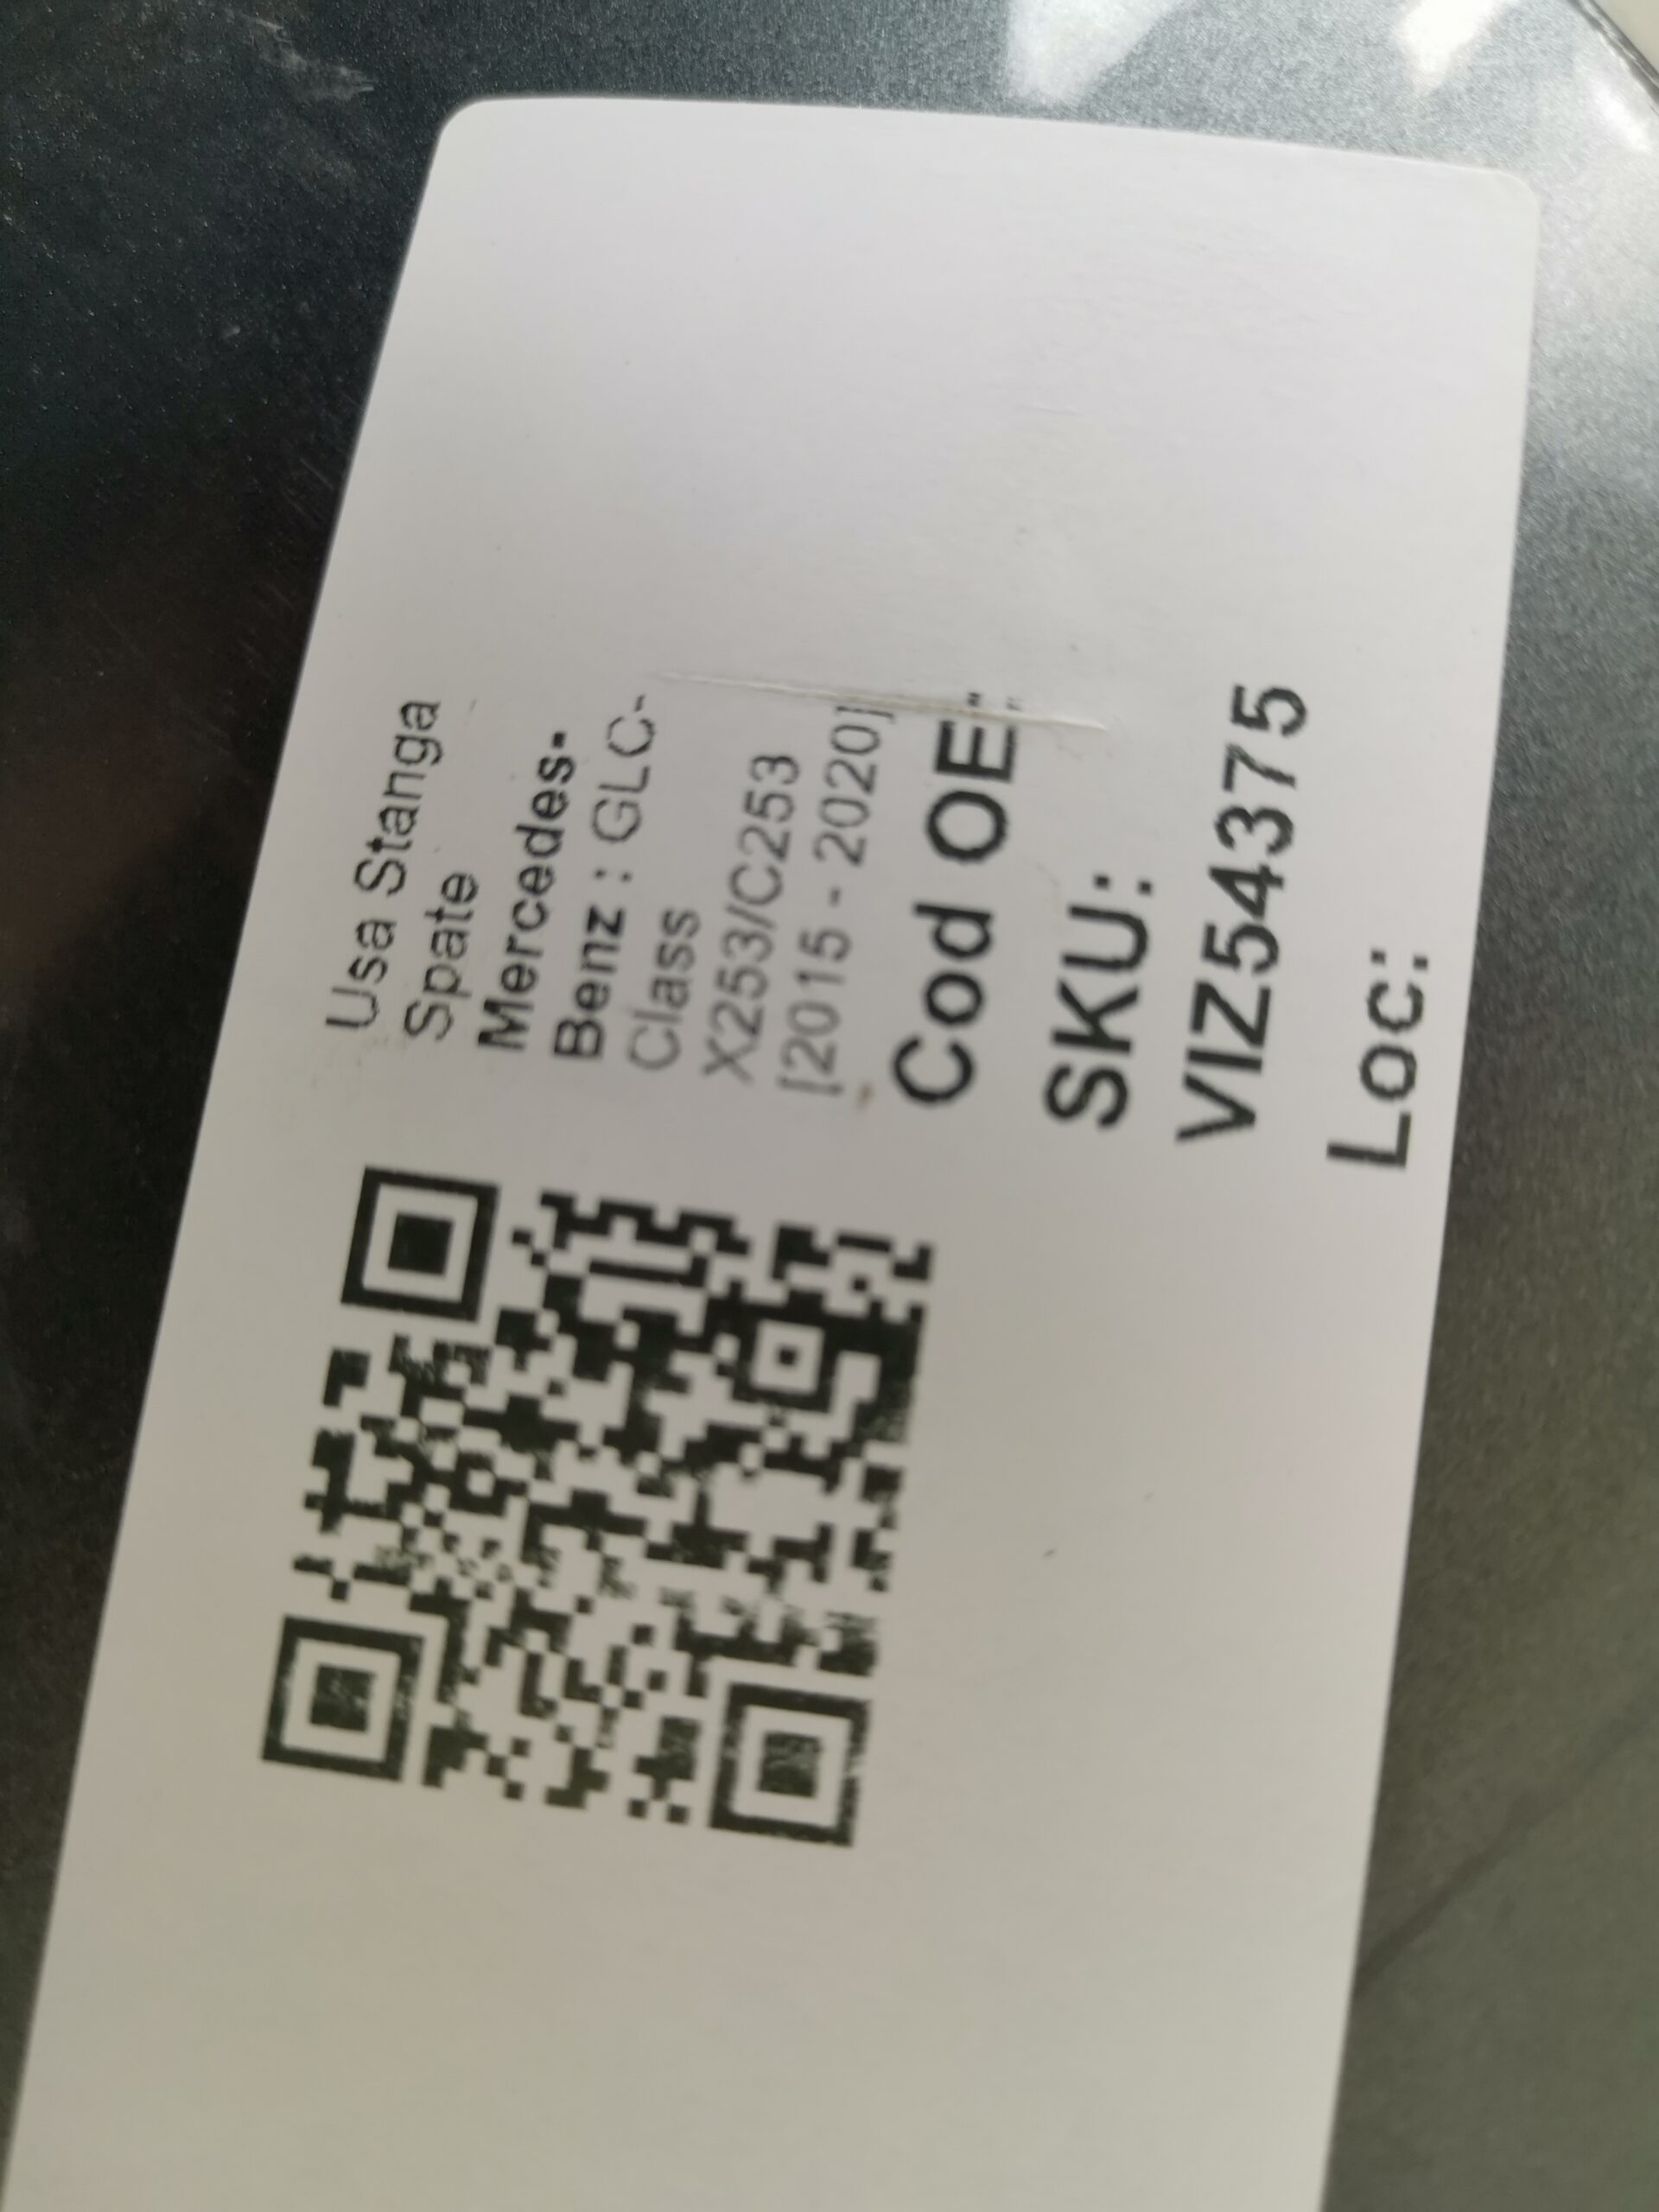 Usa Stanga
Spate
Mercedes-
Benz : GLC-
Class
X253/C253
[2015 - 2020]
Cod OE:
SKU:
VIZ54375
Loc: